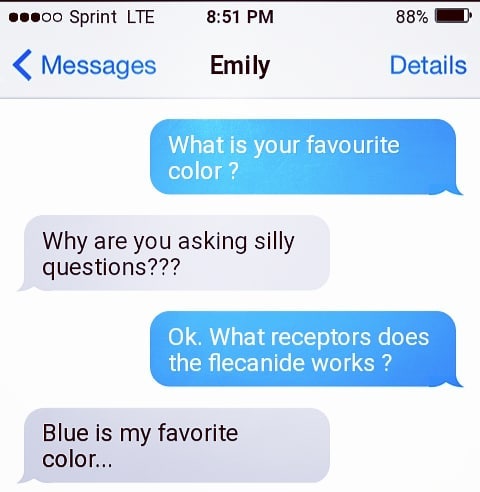 Sprint LTE 8:51 PM 88%
Messages Emily Details
What is your favourite
color ?
Why are you asking silly
questions???
Ok. What receptors does
the flecanide works ?
Blue is my favorite
color...